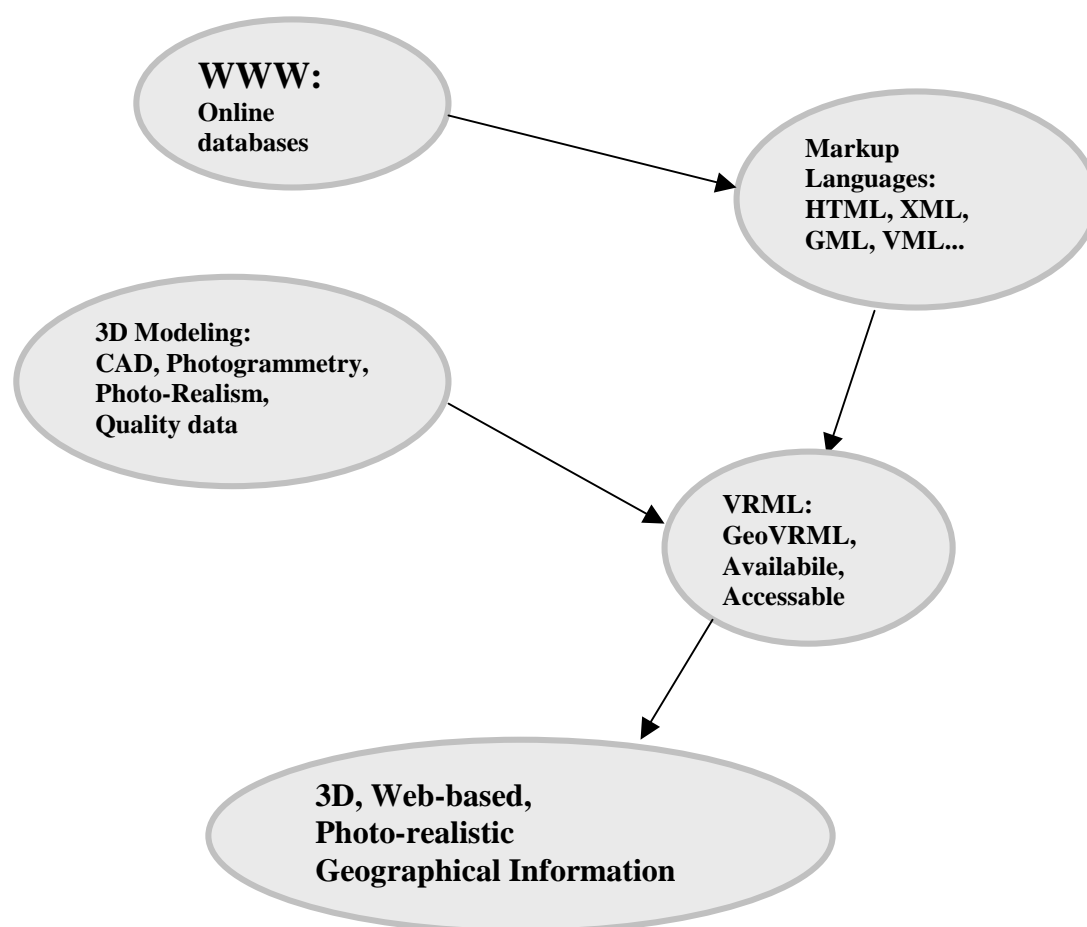 WWW:
Online
databases
Markup
Languages:
HTML, XML,
GML, VML...
3D Modeling:
CAD, Photogrammetry,
Photo-Realism,
Quality data
VRML:
GeoVRML,
Availabile,
Accessable
3D, Web-based,
Photo-realistic
Geographical Information